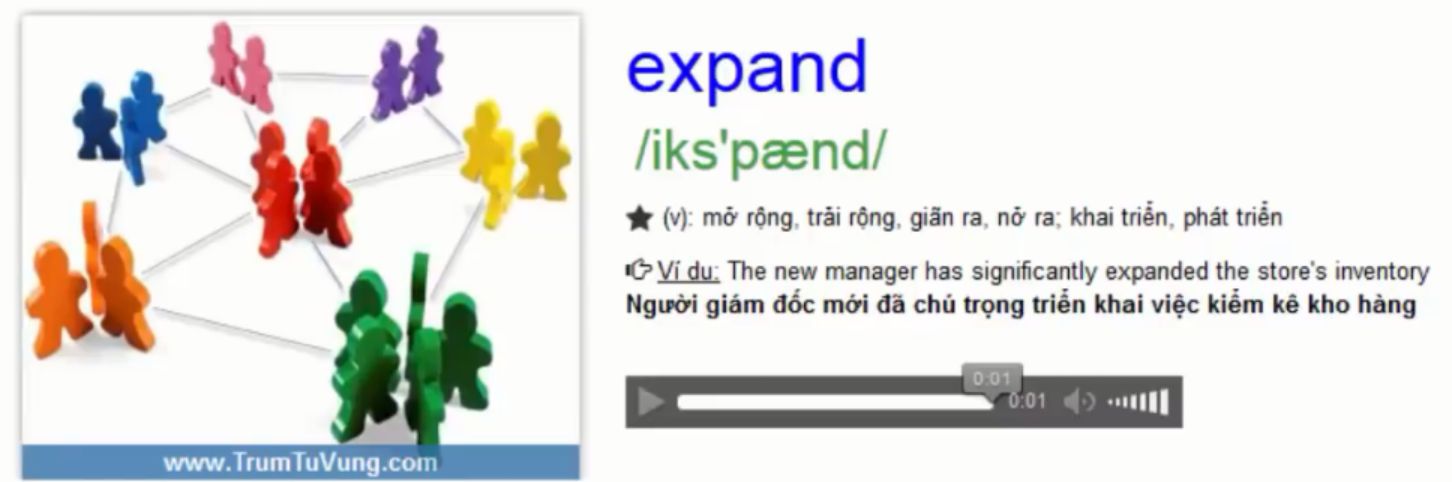 expand
/iks'pænd/
★ (v): mở rộng, trải rộng, giãn ra, nở ra; khai triển, phát triển
Ví du: The new manager has significantly expanded the store's inventory
Người giám đốc mới đã chú trọng triển khai việc kiểm kê kho hàng
0:01
0:01
www.TrumTuVung.com